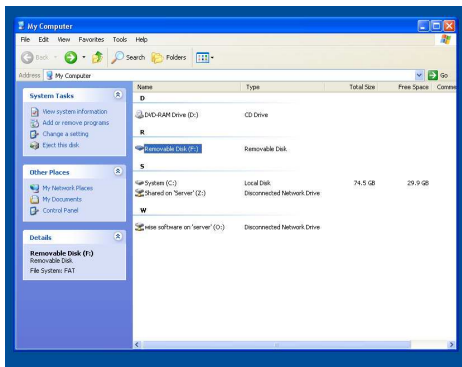 My Computer
File Edit View Favorites Tools Help
Back Search Folders
Address My Computer Go
Name Type Total Size Free Space Comme
System Tasks
View system information
Add or remove programs
Change a setting
Eject this disk
Other Places
My Network Places
My Documents
Control Panel
Details
Removable Disk (F:)
Removable Disk
File System: FAT
D
DVD-RAM Drive (D:) CD Drive
R
Removable Disk (F:) Removable Disk
S
System (C:) Local Disk 74.5 GB 29.9 GB
Shared on 'Server' (Z:) Disconnected Network Drive
W
wise software on 'server' (O:) Disconnected Network Drive